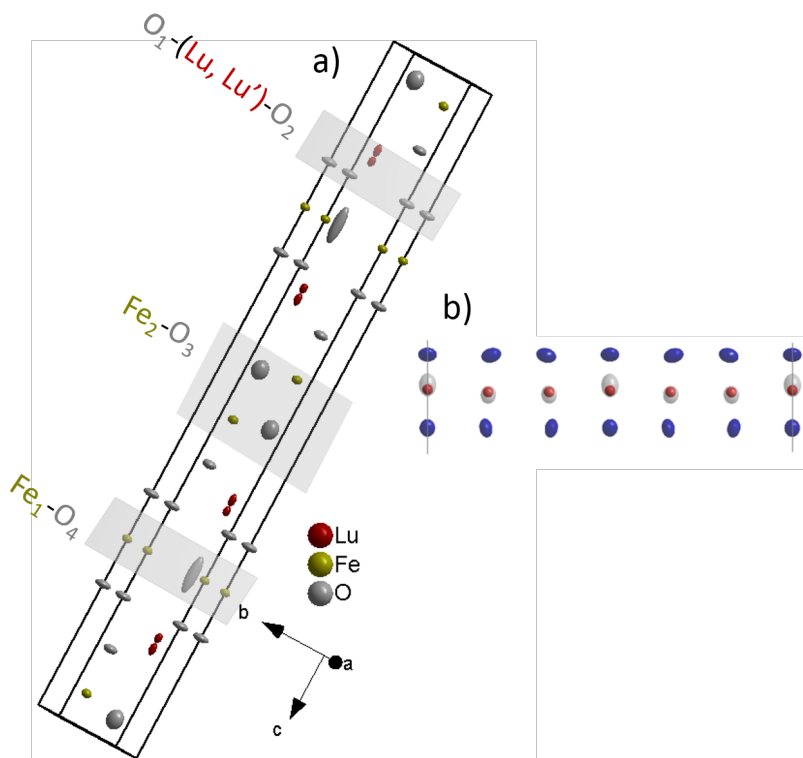 a)
O₁-(Lu, Lu’)-O₂
Fe₂-O₃
Fe₁-O₄
Lu
Fe
O
b
a
c
b)